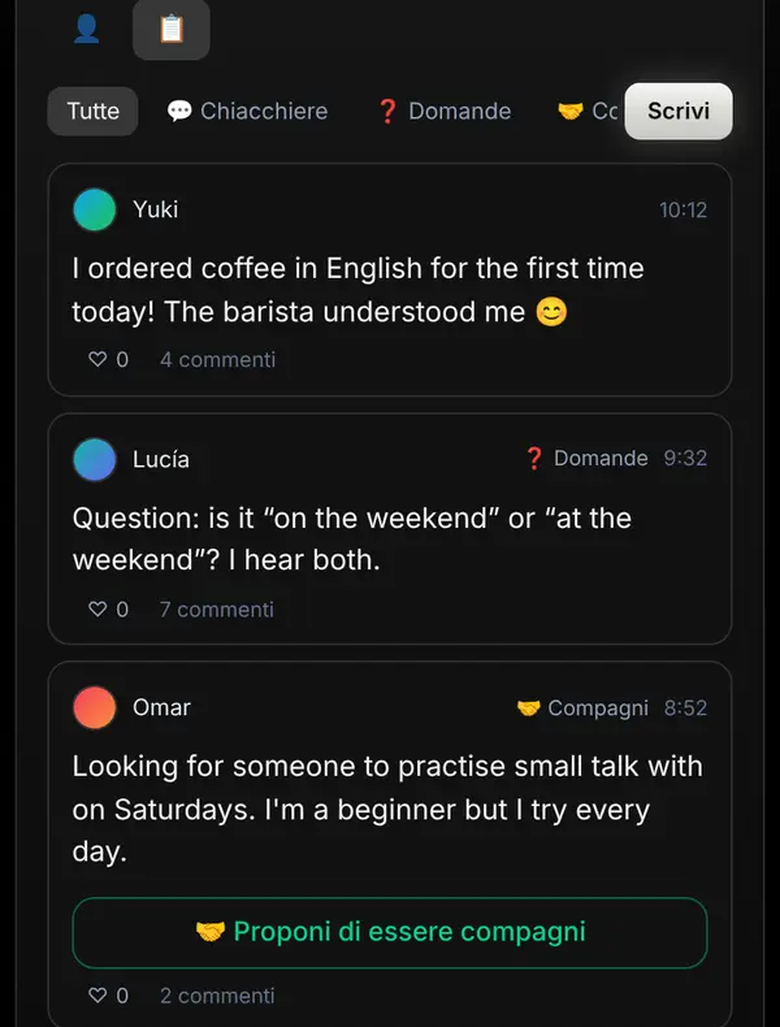 Tutte 💬 Chiacchiere ❓ Domande 🤝 Co Scrivi
Yuki 10:12
I ordered coffee in English for the first time
today! The barista understood me 😊
♡ 0 4 commenti
Lucía ❓ Domande 9:32
Question: is it “on the weekend” or “at the
weekend”? I hear both.
♡ 0 7 commenti
Omar 🤝 Compagni 8:52
Looking for someone to practise small talk with
on Saturdays. I'm a beginner but I try every
day.
🤝 Proponi di essere compagni
♡ 0 2 commenti